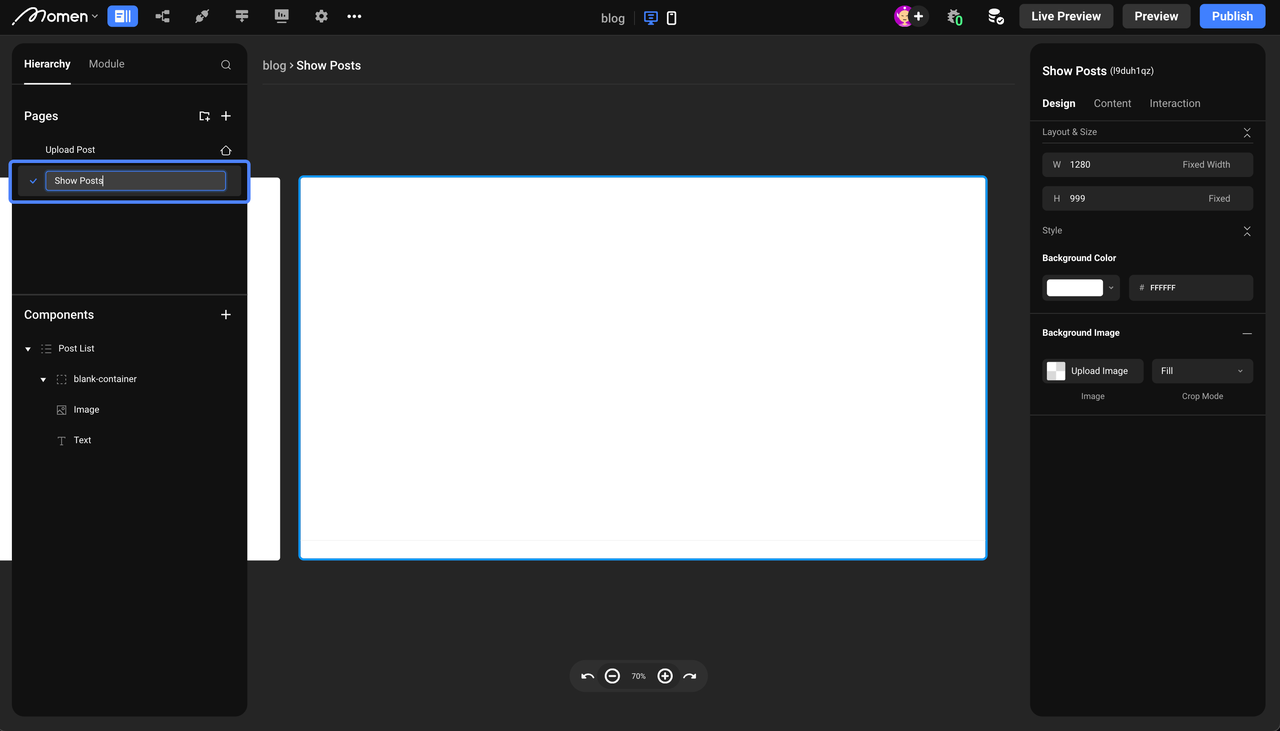 Momen
blog
0
Live Preview
Preview
Publish
Hierarchy
Module
blog › Show Posts
Pages
Upload Post
Show Posts
Components
Post List
blank-container
Image
Text
70%
Show Posts (l9duh1qz)
Design
Content
Interaction
Layout & Size
W 1280 Fixed Width
H 999 Fixed
Style
Background Color
# FFFFFF
Background Image
Upload Image
Fill
Image
Crop Mode